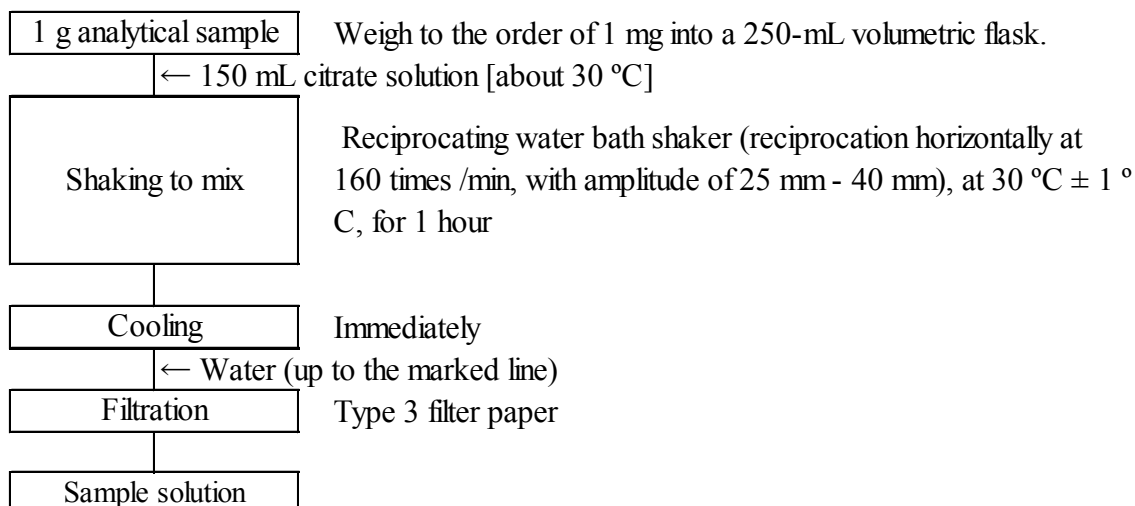 1 g analytical sample Weigh to the order of 1 mg into a 250-mL volumetric flask.
← 150 mL citrate solution [about 30 ºC]
Reciprocating water bath shaker (reciprocation horizontally at
Shaking to mix 160 times /min, with amplitude of 25 mm - 40 mm), at 30 ºC ± 1 º
C, for 1 hour
Cooling Immediately
← Water (up to the marked line)
Filtration Type 3 filter paper
Sample solution